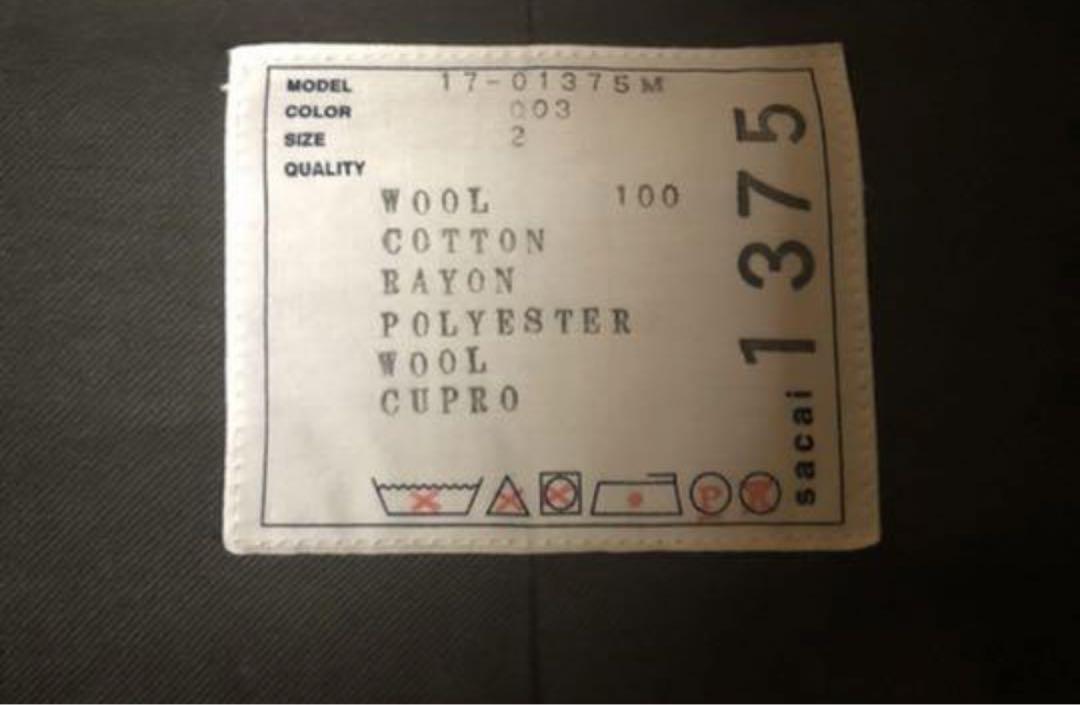 MODEL 17-01375M
COLOR 003
SIZE 2
QUALITY
WOOL 100
COTTON
RAYON
POLYESTER
WOOL
CUPRO
P
sacai 1375